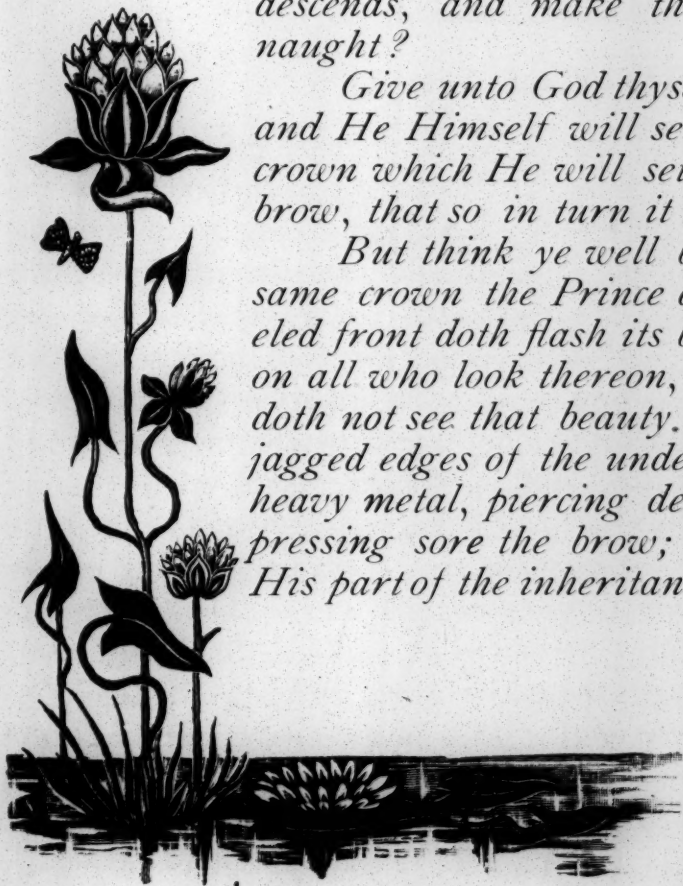 descends, and make th
naught?
Give unto God thys
and He Himself will se
crown which He will set
brow, that so in turn it
But think ye well
same crown the Prince
eled front doth flash its
on all who look thereon,
doth not see that beauty.
jagged edges of the unde
heavy metal, piercing de
pressing sore the brow;
His part of the inheritan